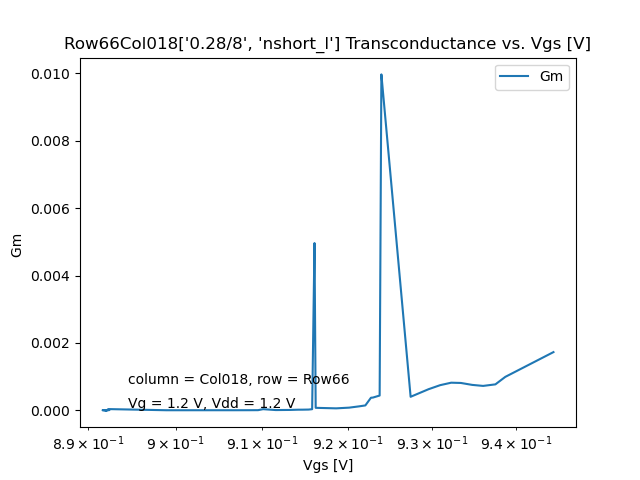 Row66Col018['0.28/8', 'nshort_l'] Transconductance vs. Vgs [V]
Gm
0.010
0.008
0.006
0.004
0.002
0.000
Gm
column = Col018, row = Row66
Vg = 1.2 V, Vdd = 1.2 V
8.9 × 10⁻¹ 9 × 10⁻¹ 9.1 × 10⁻¹ 9.2 × 10⁻¹ 9.3 × 10⁻¹ 9.4 × 10⁻¹
Vgs [V]